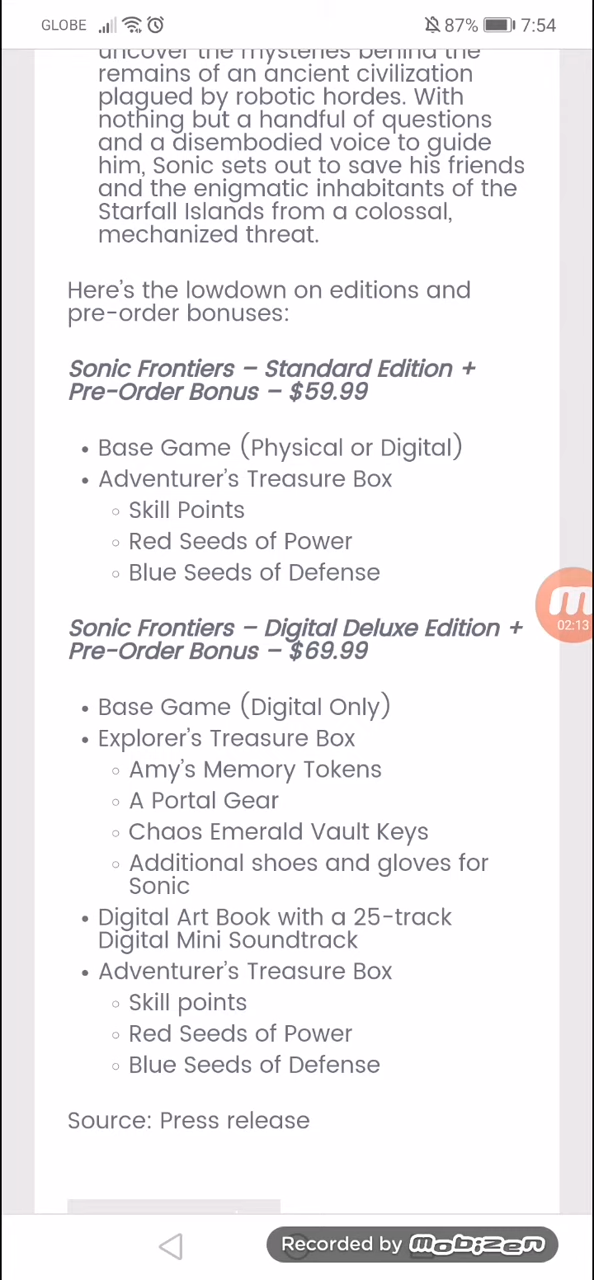 GLOBE 87% 7:54
uncover the mysteries behind the
remains of an ancient civilization
plagued by robotic hordes. With
nothing but a handful of questions
and a disembodied voice to guide
him, Sonic sets out to save his friends
and the enigmatic inhabitants of the
Starfall Islands from a colossal,
mechanized threat.
Here's the lowdown on editions and
pre-order bonuses:
Sonic Frontiers – Standard Edition +
Pre-Order Bonus – $59.99
• Base Game (Physical or Digital)
• Adventurer's Treasure Box
◦ Skill Points
◦ Red Seeds of Power
◦ Blue Seeds of Defense
m
02:13
Sonic Frontiers – Digital Deluxe Edition +
Pre-Order Bonus – $69.99
• Base Game (Digital Only)
• Explorer's Treasure Box
◦ Amy's Memory Tokens
◦ A Portal Gear
◦ Chaos Emerald Vault Keys
◦ Additional shoes and gloves for
Sonic
• Digital Art Book with a 25-track
Digital Mini Soundtrack
• Adventurer's Treasure Box
◦ Skill points
◦ Red Seeds of Power
◦ Blue Seeds of Defense
Source: Press release
Recorded by mobizen